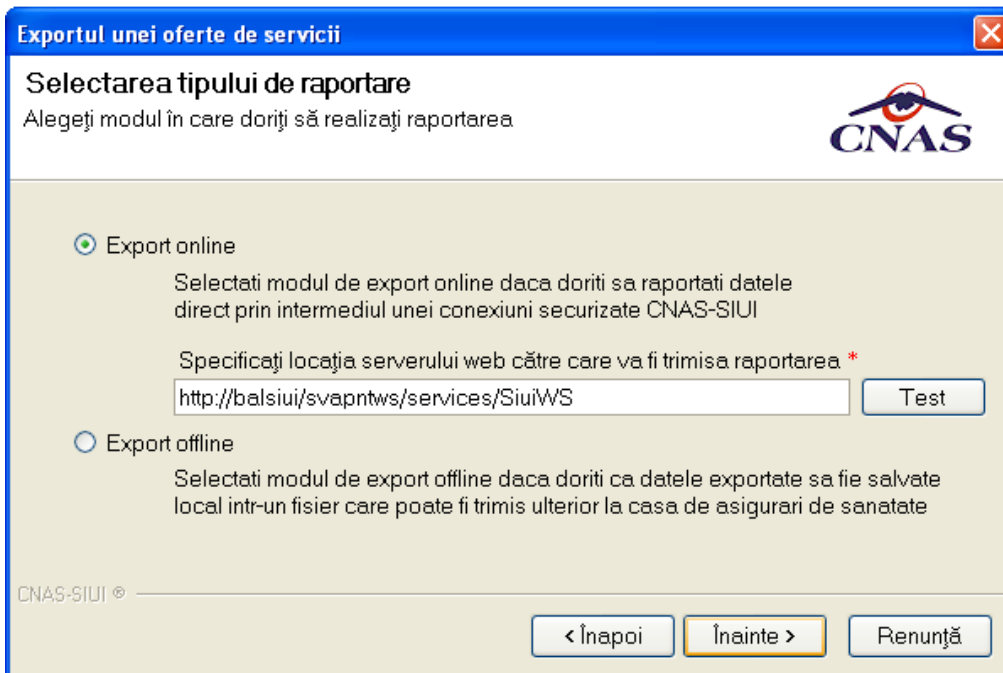 Exportul unei oferte de servicii
Selectarea tipului de raportare
Alegeţi modul în care doriţi să realizaţi raportarea
CNAS
Export online
Selectati modul de export online daca doriti sa raportati datele
direct prin intermediul unei conexiuni securizate CNAS-SIUI
Specificaţi locaţia serverului web către care va fi trimisa raportarea *
http://balsiui/svapntws/services/SiuiWS
Test
Export offline
Selectati modul de export offline daca doriti ca datele exportate sa fie salvate
local intr-un fisier care poate fi trimis ulterior la casa de asigurari de sanatate
CNAS-SIUI ®
< Înapoi
Înainte >
Renunţă